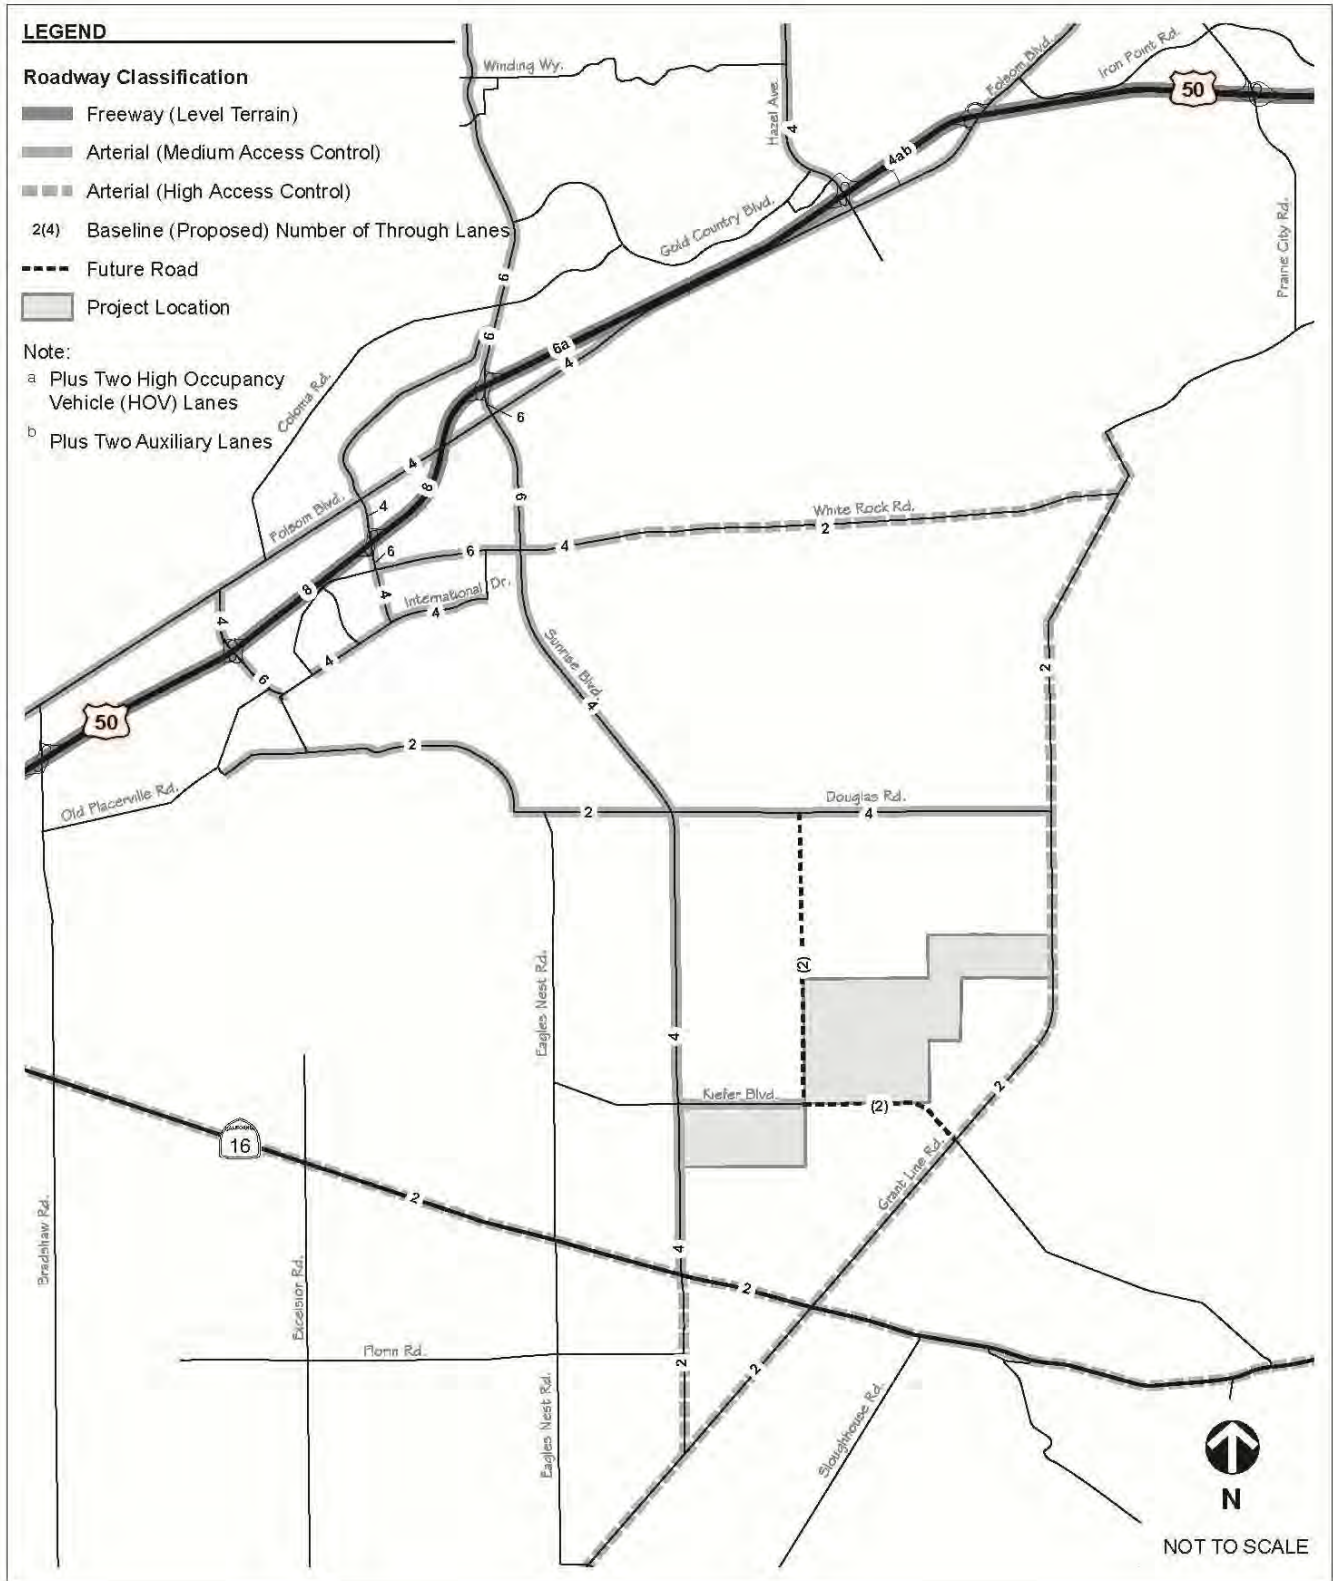 LEGEND
Roadway Classification
Freeway (Level Terrain)
Arterial (Medium Access Control)
Arterial (High Access Control)
2(4) Baseline (Proposed) Number of Through Lanes
Future Road
Project Location
Note:
a Plus Two High Occupancy
Vehicle (HOV) Lanes
b Plus Two Auxiliary Lanes
Winding Wy.
Hazel Ave.
4
Folsom Blvd.
Iron Point Rd.
50
4ab
Gold Country Blvd.
Prairie City Rd.
6
6
6a
4
Coloma Rd.
6
4
8
6
Folsom Blvd.
4
White Rock Rd.
2
6
6
4
8
4
International Dr.
4
4
4
6
Sunrise Blvd.
4
2
50
2
Old Placerville Rd.
2
Douglas Rd.
4
Eagles Nest Rd.
(2)
4
Kiefer Blvd.
(2)
2
CALIFORNIA
16
2
Grant Line Rd.
Bradshaw Rd.
Excelsior Rd.
4
2
Florin Rd.
2
2
Eagles Nest Rd.
Sloughhouse Rd.
N
NOT TO SCALE